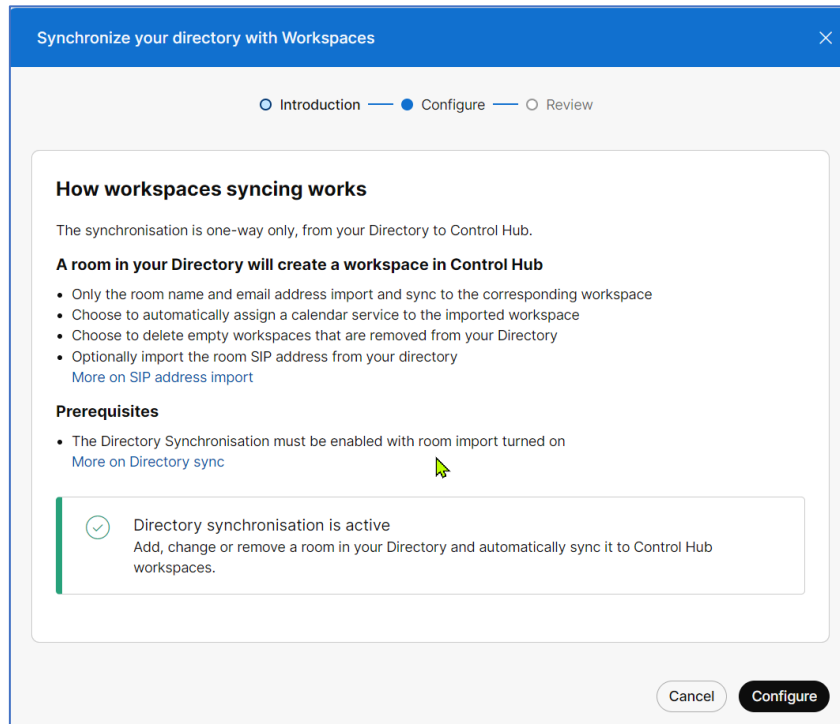 Synchronize your directory with Workspaces
Introduction Configure Review
How workspaces syncing works
The synchronisation is one-way only, from your Directory to Control Hub.
A room in your Directory will create a workspace in Control Hub
• Only the room name and email address import and sync to the corresponding workspace
• Choose to automatically assign a calendar service to the imported workspace
• Choose to delete empty workspaces that are removed from your Directory
• Optionally import the room SIP address from your directory
More on SIP address import
Prerequisites
• The Directory Synchronisation must be enabled with room import turned on
More on Directory sync
Directory synchronisation is active
Add, change or remove a room in your Directory and automatically sync it to Control Hub
workspaces.
Cancel Configure